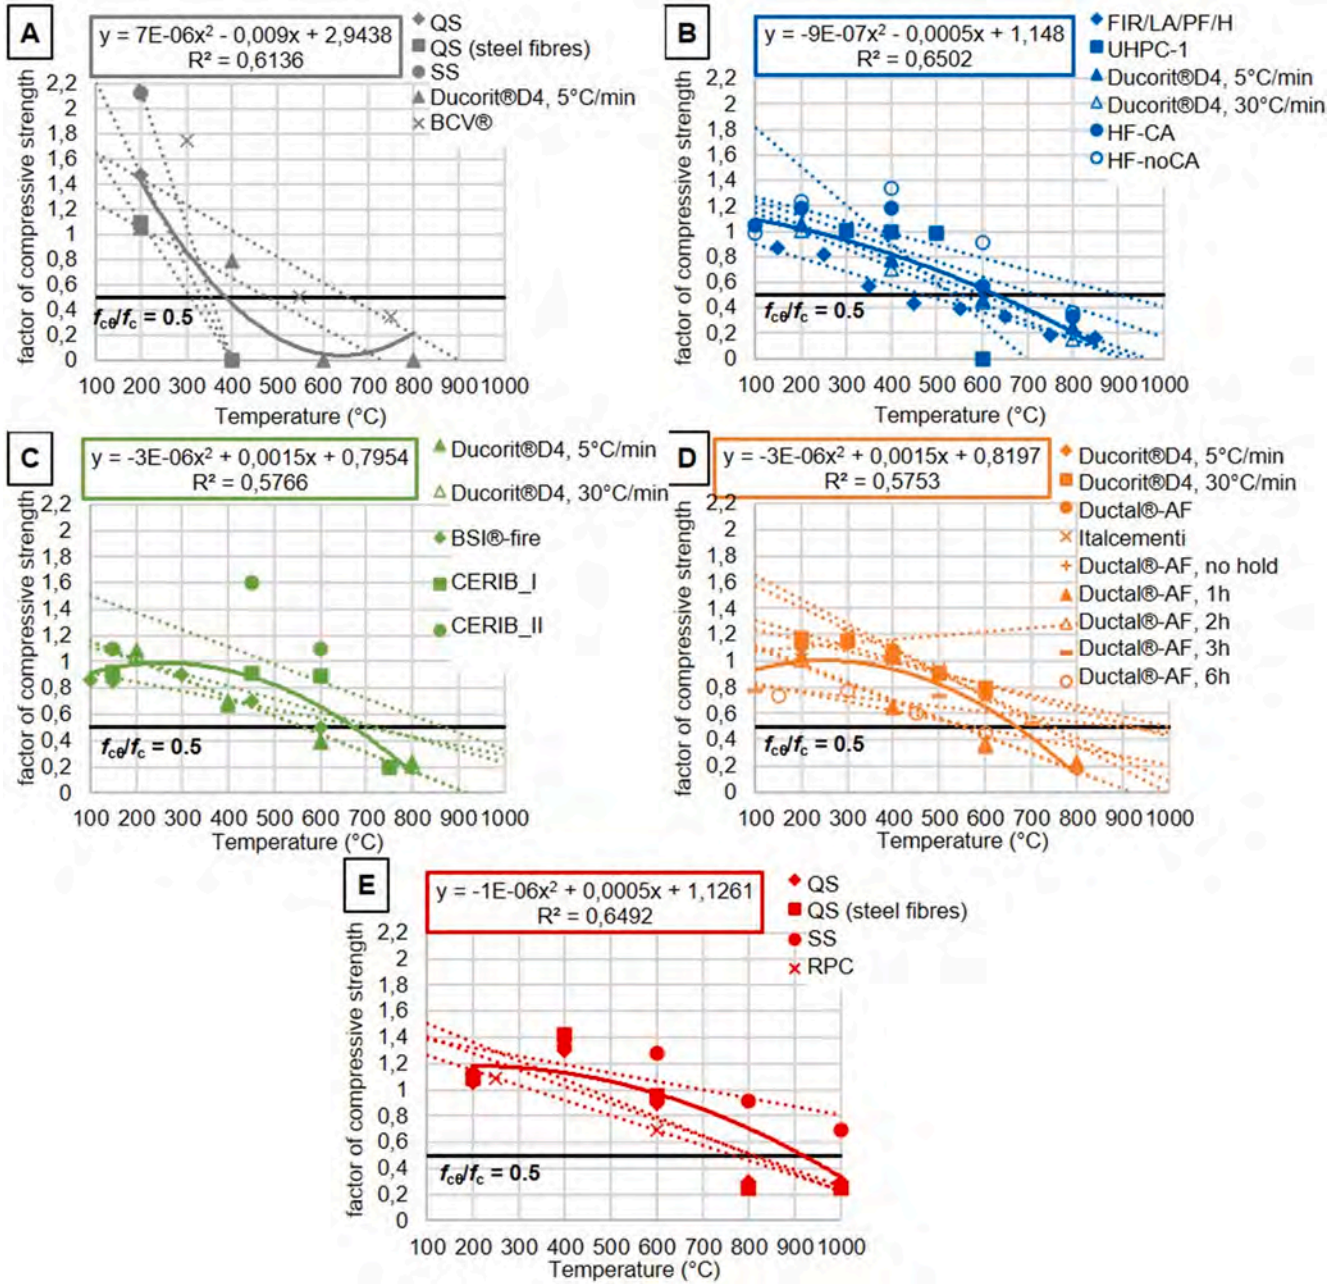 A
y = 7E-06x² - 0,009x + 2,9438
R² = 0,6136
QS
QS (steel fibres)
SS
Ducorit®D4, 5°C/min
BCV®
factor of compressive strength
2,2
2
1,8
1,6
1,4
1,2
1
0,8
0,6
0,4
0,2
0
fcθ/fc = 0.5
100 200 300 400 500 600 700 800 900 1000
Temperature (°C)
B
y = -9E-07x² - 0,0005x + 1,148
R² = 0,6502
FIR/LA/PF/H
UHPC-1
Ducorit®D4, 5°C/min
Ducorit®D4, 30°C/min
HF-CA
HF-noCA
factor of compressive strength
2,2
2
1,8
1,6
1,4
1,2
1
0,8
0,6
0,4
0,2
0
fcθ/fc = 0.5
100 200 300 400 500 600 700 800 900 1000
Temperature (°C)
C
y = -3E-06x² + 0,0015x + 0,7954
R² = 0,5766
Ducorit®D4, 5°C/min
Ducorit®D4, 30°C/min
BSI®-fire
CERIB_I
CERIB_II
factor of compressive strength
2,2
2
1,8
1,6
1,4
1,2
1
0,8
0,6
0,4
0,2
0
fcθ/fc = 0.5
100 200 300 400 500 600 700 800 900 1000
Temperature (°C)
D
y = -3E-06x² + 0,0015x + 0,8197
R² = 0,5753
Ducorit®D4, 5°C/min
Ducorit®D4, 30°C/min
Ductal®-AF
Italcementi
Ductal®-AF, no hold
Ductal®-AF, 1h
Ductal®-AF, 2h
Ductal®-AF, 3h
Ductal®-AF, 6h
factor of compressive strength
2,2
2
1,8
1,6
1,4
1,2
1
0,8
0,6
0,4
0,2
0
fcθ/fc = 0.5
100 200 300 400 500 600 700 800 900 1000
Temperature (°C)
E
y = -1E-06x² + 0,0005x + 1,1261
R² = 0,6492
QS
QS (steel fibres)
SS
RPC
factor of compressive strength
2,2
2
1,8
1,6
1,4
1,2
1
0,8
0,6
0,4
0,2
0
fcθ/fc = 0.5
100 200 300 400 500 600 700 800 900 1000
Temperature (°C)